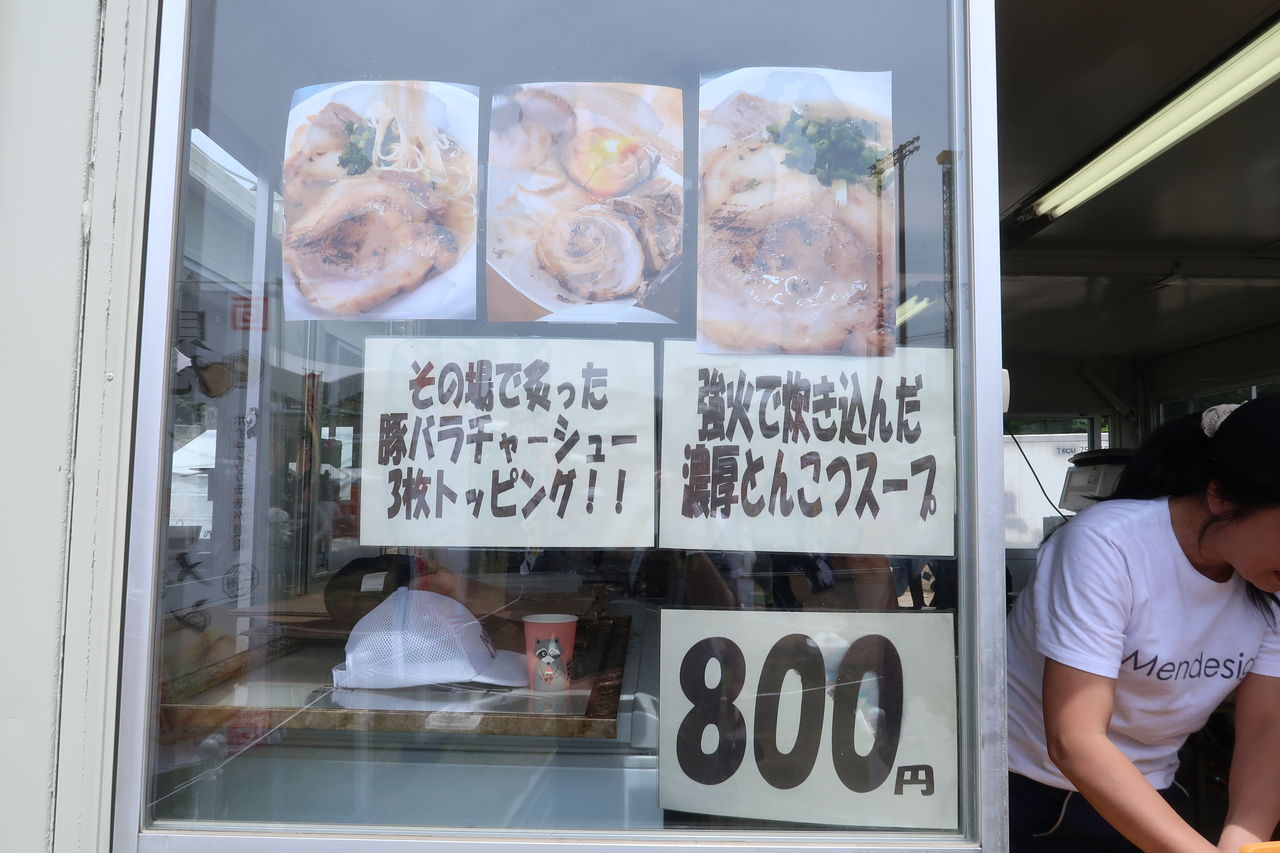 その場で炙った
豚バラチャーシュー
3枚トッピング!!
強火で炊き込んだ
濃厚とんこつスープ
800円